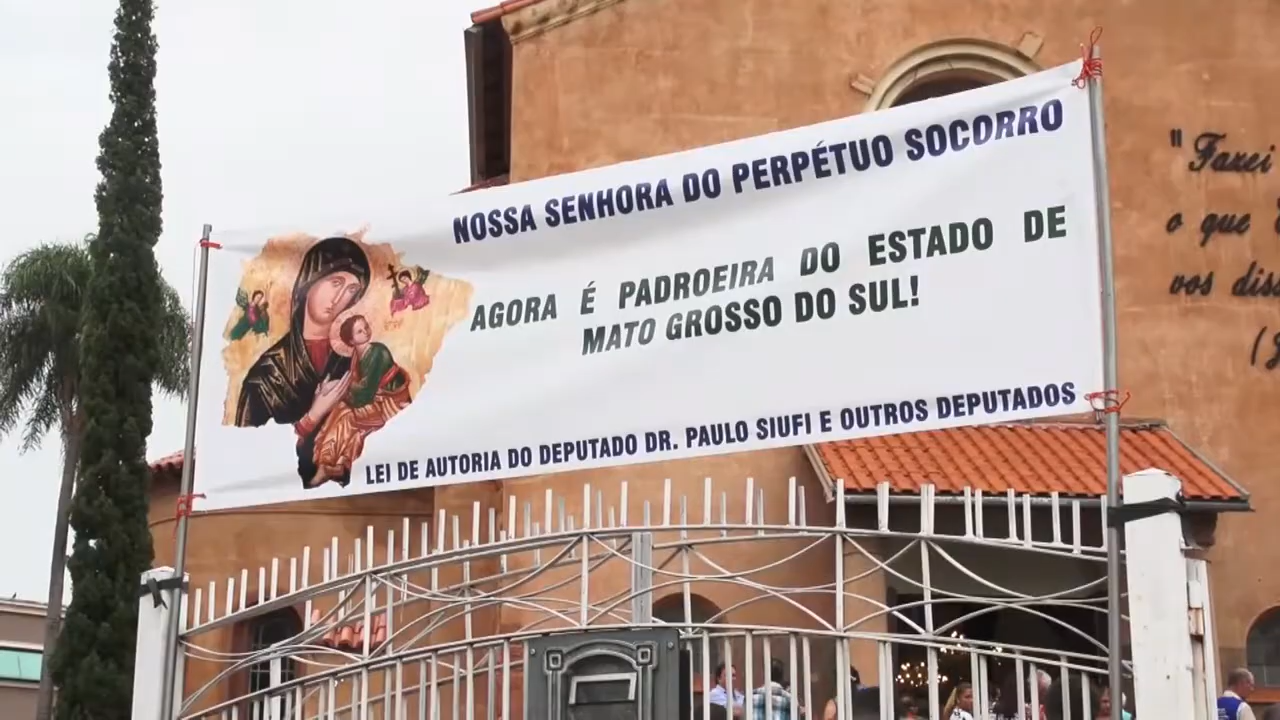 NOSSA SENHORA DO PERPÉTUO SOCORRO
AGORA É PADROEIRA DO ESTADO DE
MATO GROSSO DO SUL!
LEI DE AUTORIA DO DEPUTADO DR. PAULO SIUFI E OUTROS DEPUTADOS
"Fazei
o que
vos